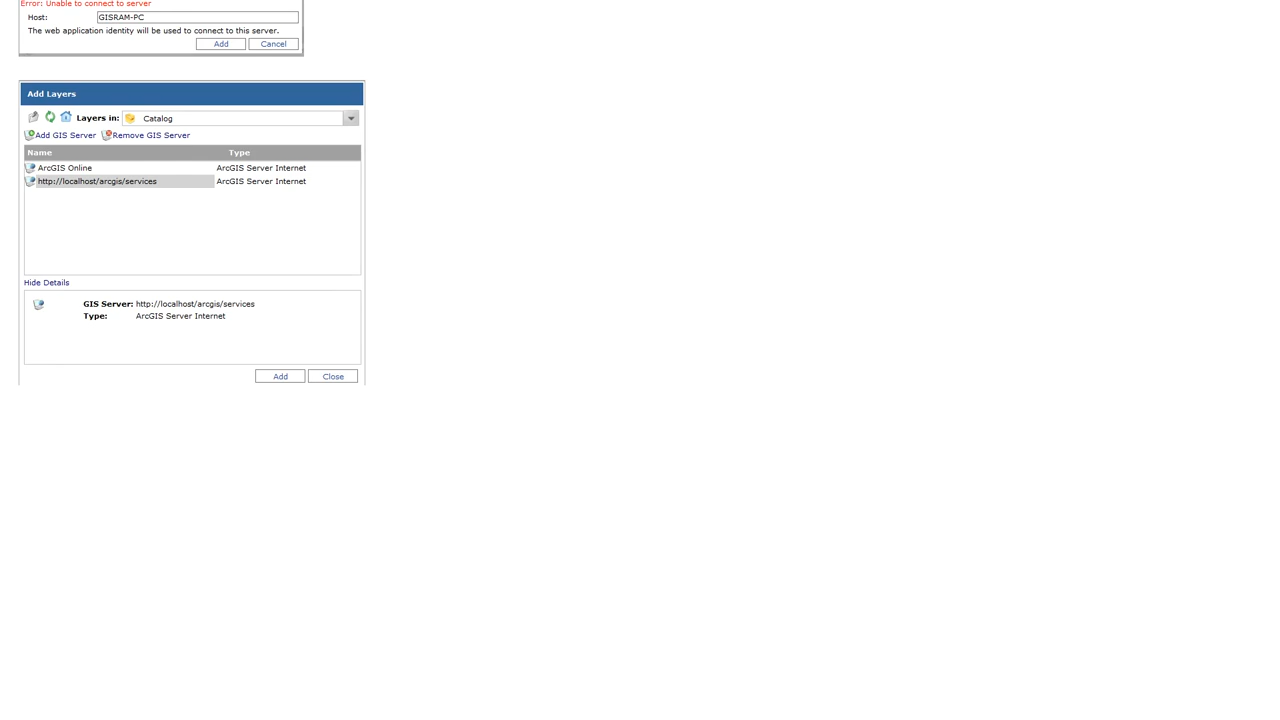 Error: Unable to connect to server
Host: GISRAM-PC
The web application identity will be used to connect to this server.
Add Cancel
Add Layers
Layers in: Catalog
Add GIS Server Remove GIS Server
Name Type
ArcGIS Online ArcGIS Server Internet
http://localhost/arcgis/services ArcGIS Server Internet
Hide Details
GIS Server: http://localhost/arcgis/services
Type: ArcGIS Server Internet
Add Close